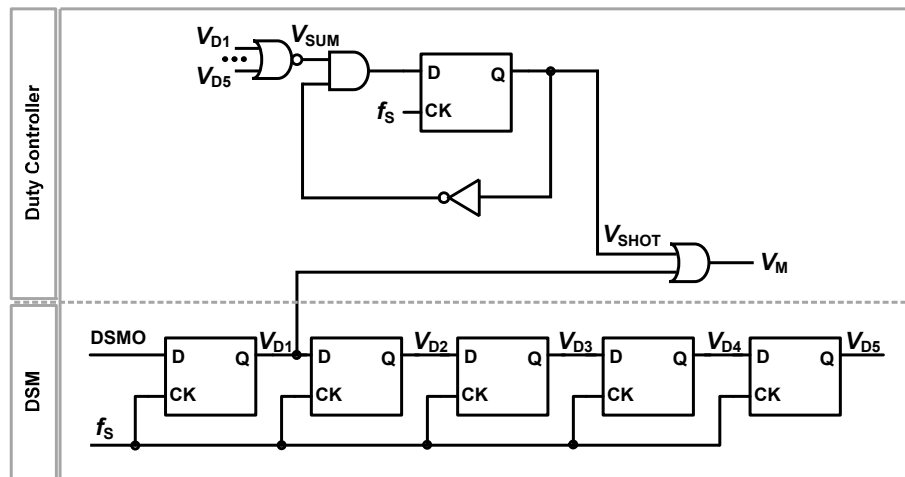 Duty Controller
V_D1
•••
V_D5
V_SUM
D Q
CK
f_S
V_SHOT
V_M
DSM
DSMO
D Q
CK
V_D1
D Q
CK
V_D2
D Q
CK
V_D3
D Q
CK
V_D4
D Q
CK
V_D5
f_S